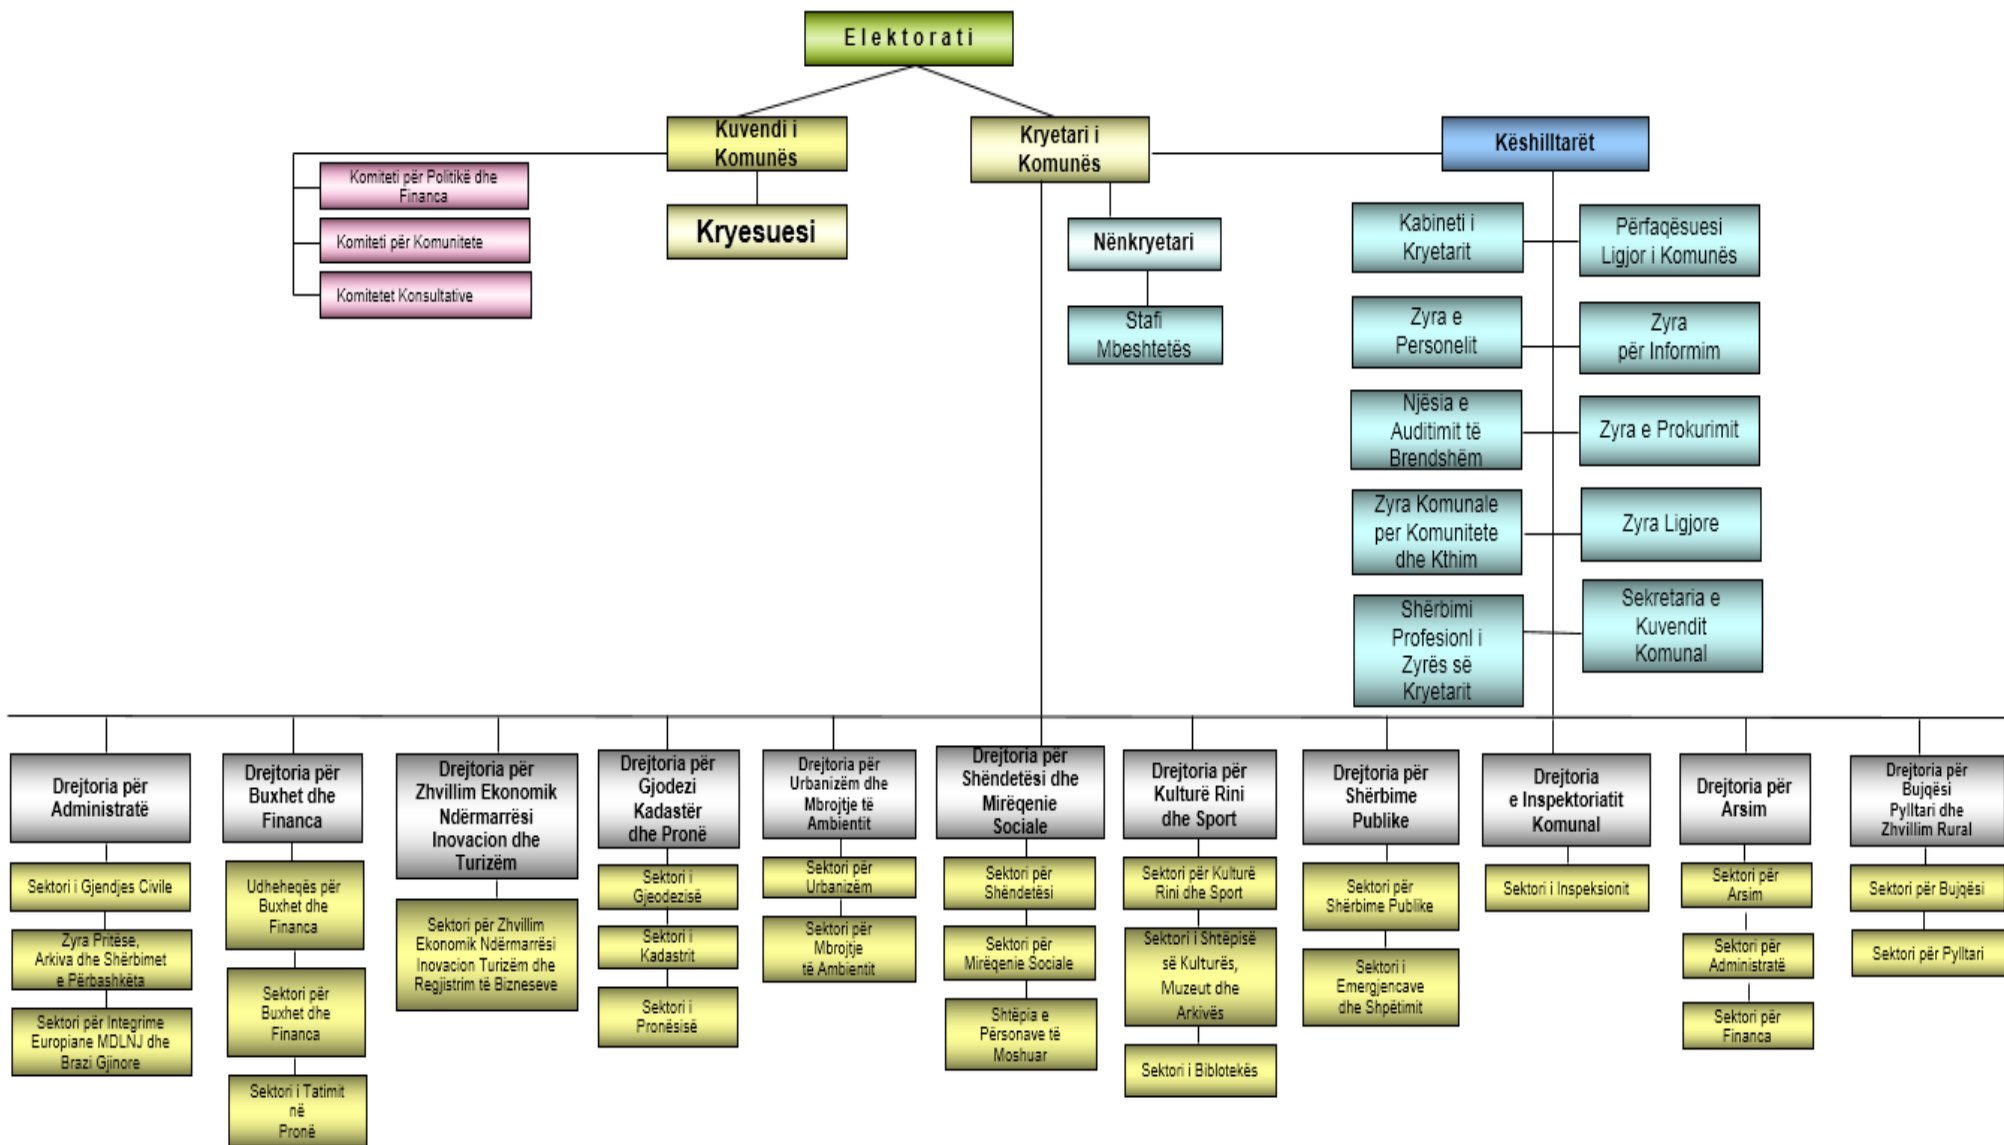 Elektorati
Kuvendi i
Komunës
Kryetari i
Komunës
Këshilltarët
Komiteti për Politikë dhe
Financa
Komiteti për Komunitete
Komitetet Konsultative
Kryesuesi
Nënkryetari
Stafi
Mbeshtetës
Kabineti i
Kryetarit
Përfaqësuesi
Ligjor i Komunës
Zyra e
Personelit
Zyra
për Informim
Njësia e
Auditimit të
Brendshëm
Zyra e Prokurimit
Zyra Komunale
per Komunitete
dhe Kthim
Zyra Ligjore
Shërbimi
Profesionl i
Zyrës së
Kryetarit
Sekretaria e
Kuvendit
Komunal
Drejtoria për
Administratë
Sektori i Gjendjes Civile
Zyra Pritëse,
Arkiva dhe Shërbimet
e Përbashkëta
Sektori për Integrime
Europiane MDLNJ dhe
Brazi Gjinore
Drejtoria për
Buxhet dhe
Financa
Udheheqës për
Buxhet dhe
Financa
Sektori për
Buxhet dhe
Financa
Sektori i Tatimit
në
Pronë
Drejtoria për
Zhvillim Ekonomik
Ndërmarrësi
Inovacion dhe
Turizëm
Sektori për Zhvillim
Ekonomik Ndërmarrësi
Inovacion Turizëm dhe
Regjistrim të Bizneseve
Drejtoria për
Gjodezi
Kadastër
dhe Pronë
Sektori i
Gjeodezisë
Sektori i
Kadastrit
Sektori i
Pronësisë
Drejtoria për
Urbanizëm dhe
Mbrojtje të
Ambientit
Sektori për
Urbanizëm
Sektori për
Mbrojtje
të Ambientit
Drejtoria për
Shëndetësi dhe
Mirëqenie
Sociale
Sektori për
Shëndetësi
Sektori për
Mirëqenie Sociale
Shtëpia e
Përsonave të
Moshuar
Drejtoria për
Kulturë Rini
dhe Sport
Sektori për Kulturë
Rini dhe Sport
Sektori i Shtëpisë
së Kulturës,
Muzeut dhe
Arkivës
Sektori i Biblotekës
Drejtoria për
Shërbime
Publike
Sektori për
Shërbime Publike
Sektori i
Emergjencave
dhe Shpëtimit
Drejtoria
e Inspektoriatit
Komunal
Sektori i Inspeksionit
Drejtoria për
Arsim
Sektori për
Arsim
Sektori për
Administratë
Sektori për
Financa
Drejtoria për
Bujqësi
Pylltari dhe
Zhvillim Rural
Sektori për Bujqësi
Sektori për Pylltari